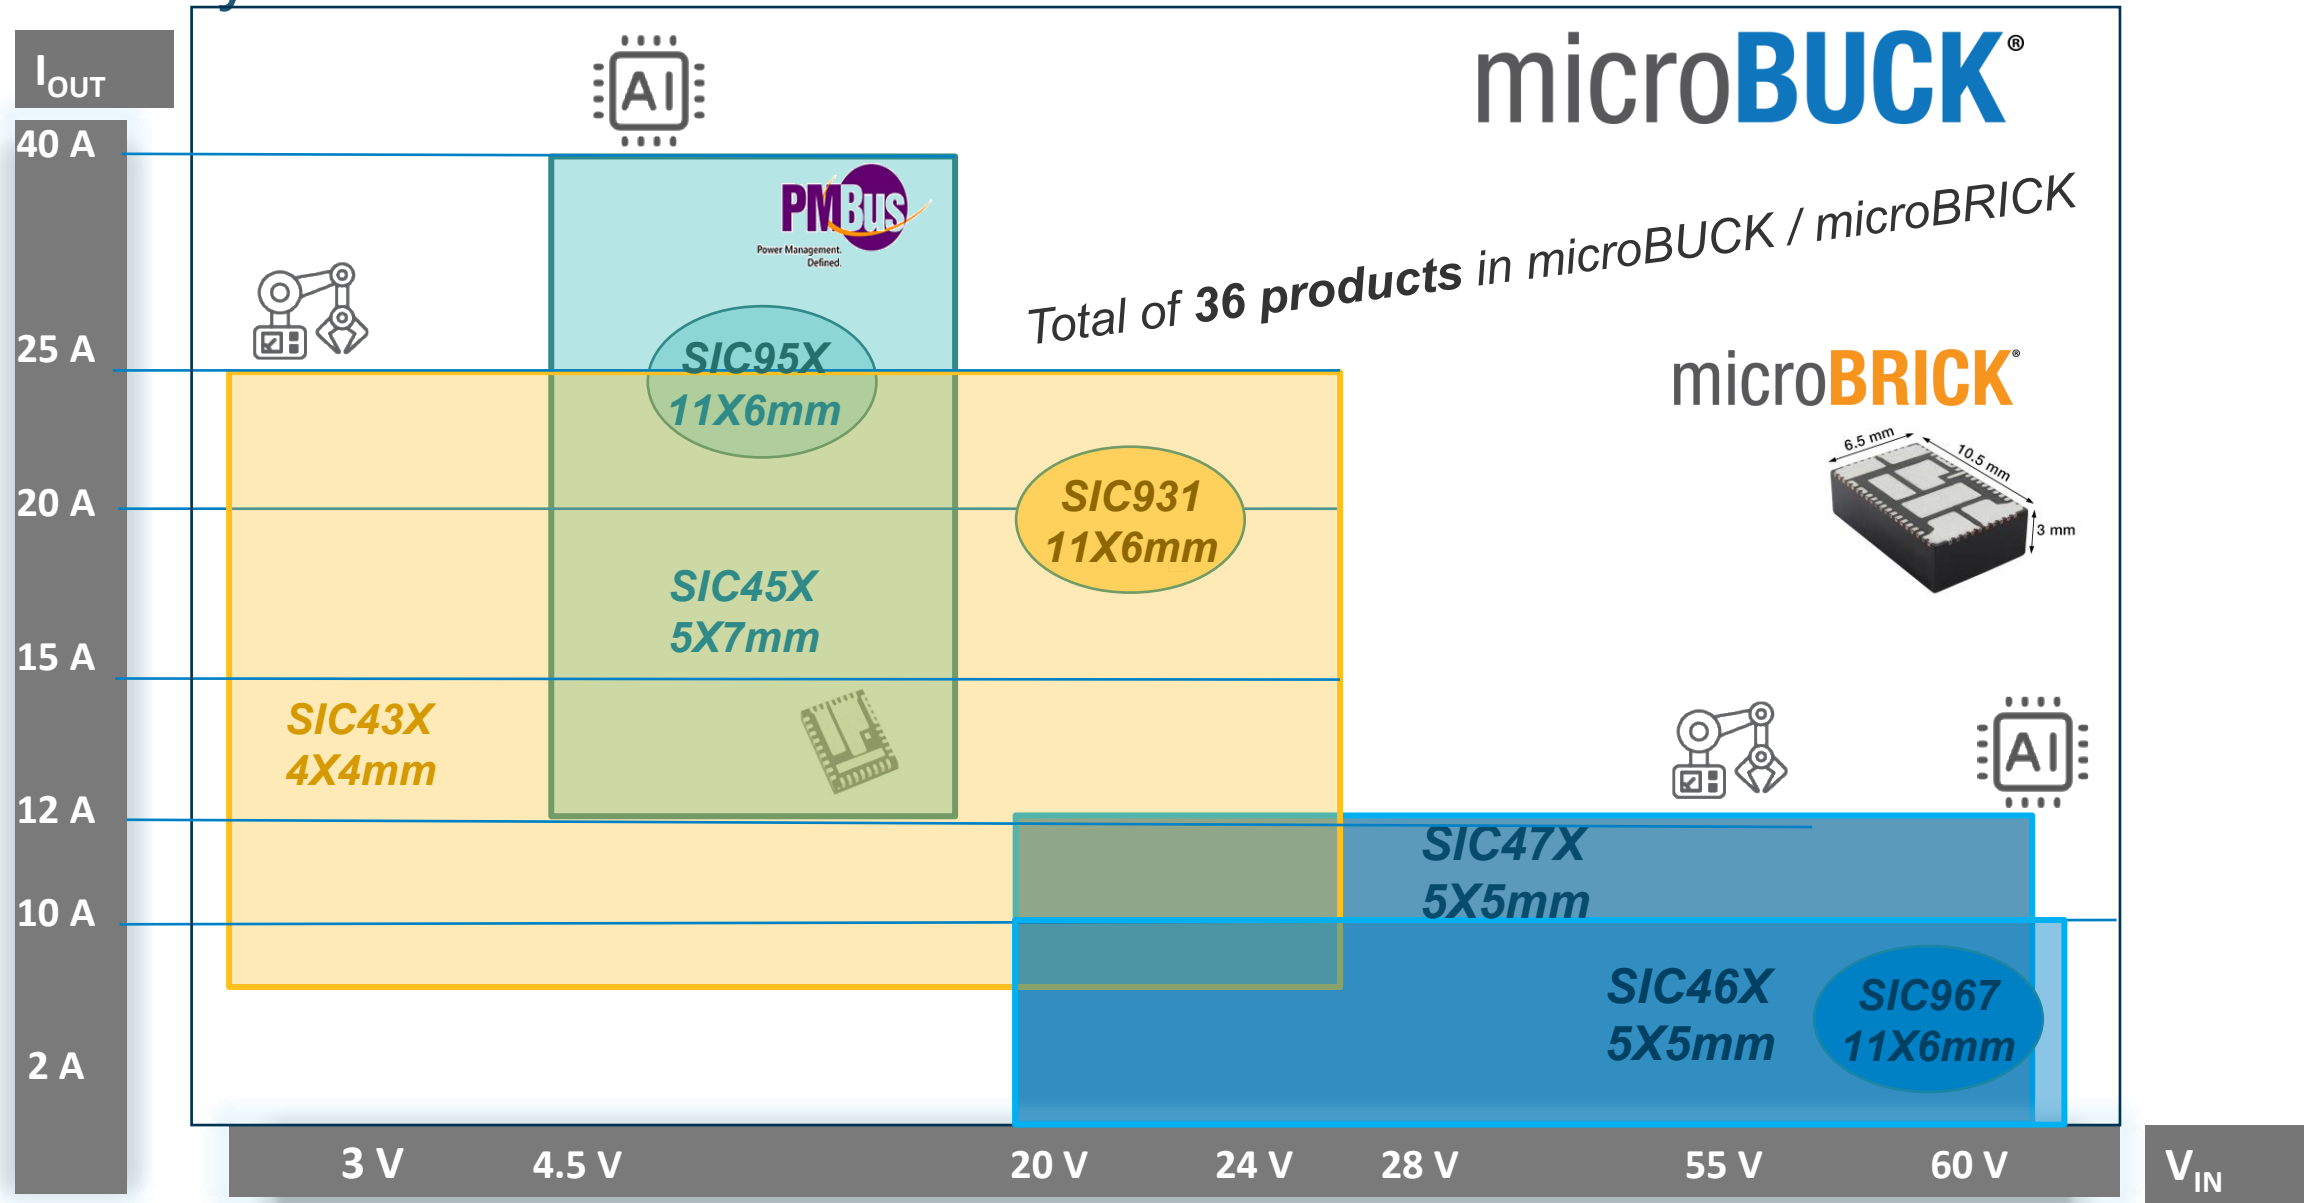 I OUT
40 A
25 A
20 A
15 A
12 A
10 A
2 A
AI
microBUCK®
PMBus
Power Management.
Defined.
Total of 36 products in microBUCK / microBRICK
SIC95X
11X6mm
microBRICK®
6.5 mm
10.5 mm
3 mm
SIC931
11X6mm
SIC45X
5X7mm
SIC43X
4X4mm
AI
SIC47X
5X5mm
SIC46X
5X5mm
SIC967
11X6mm
3 V
4.5 V
20 V
24 V
28 V
55 V
60 V
V IN